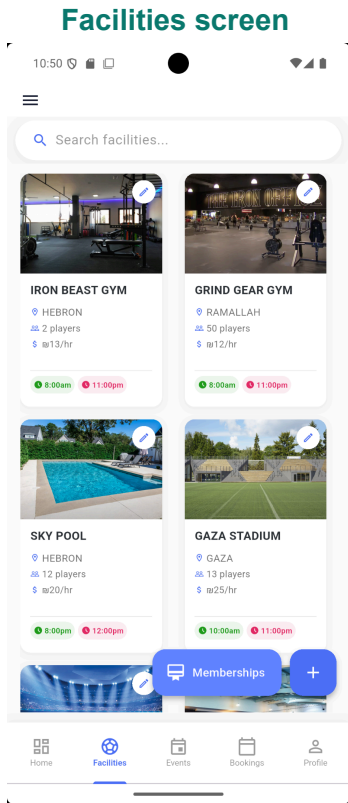 Facilities screen
10:50
Search facilities...
IRON BEAST GYM
HEBRON
2 players
$ ₪13/hr
8:00am 11:00pm
GRIND GEAR GYM
RAMALLAH
50 players
$ ₪12/hr
8:00am 11:00pm
SKY POOL
HEBRON
12 players
$ ₪20/hr
8:00pm 12:00pm
GAZA STADIUM
GAZA
13 players
$ ₪25/hr
10:00am 11:00pm
Memberships +
Home Facilities Events Bookings Profile